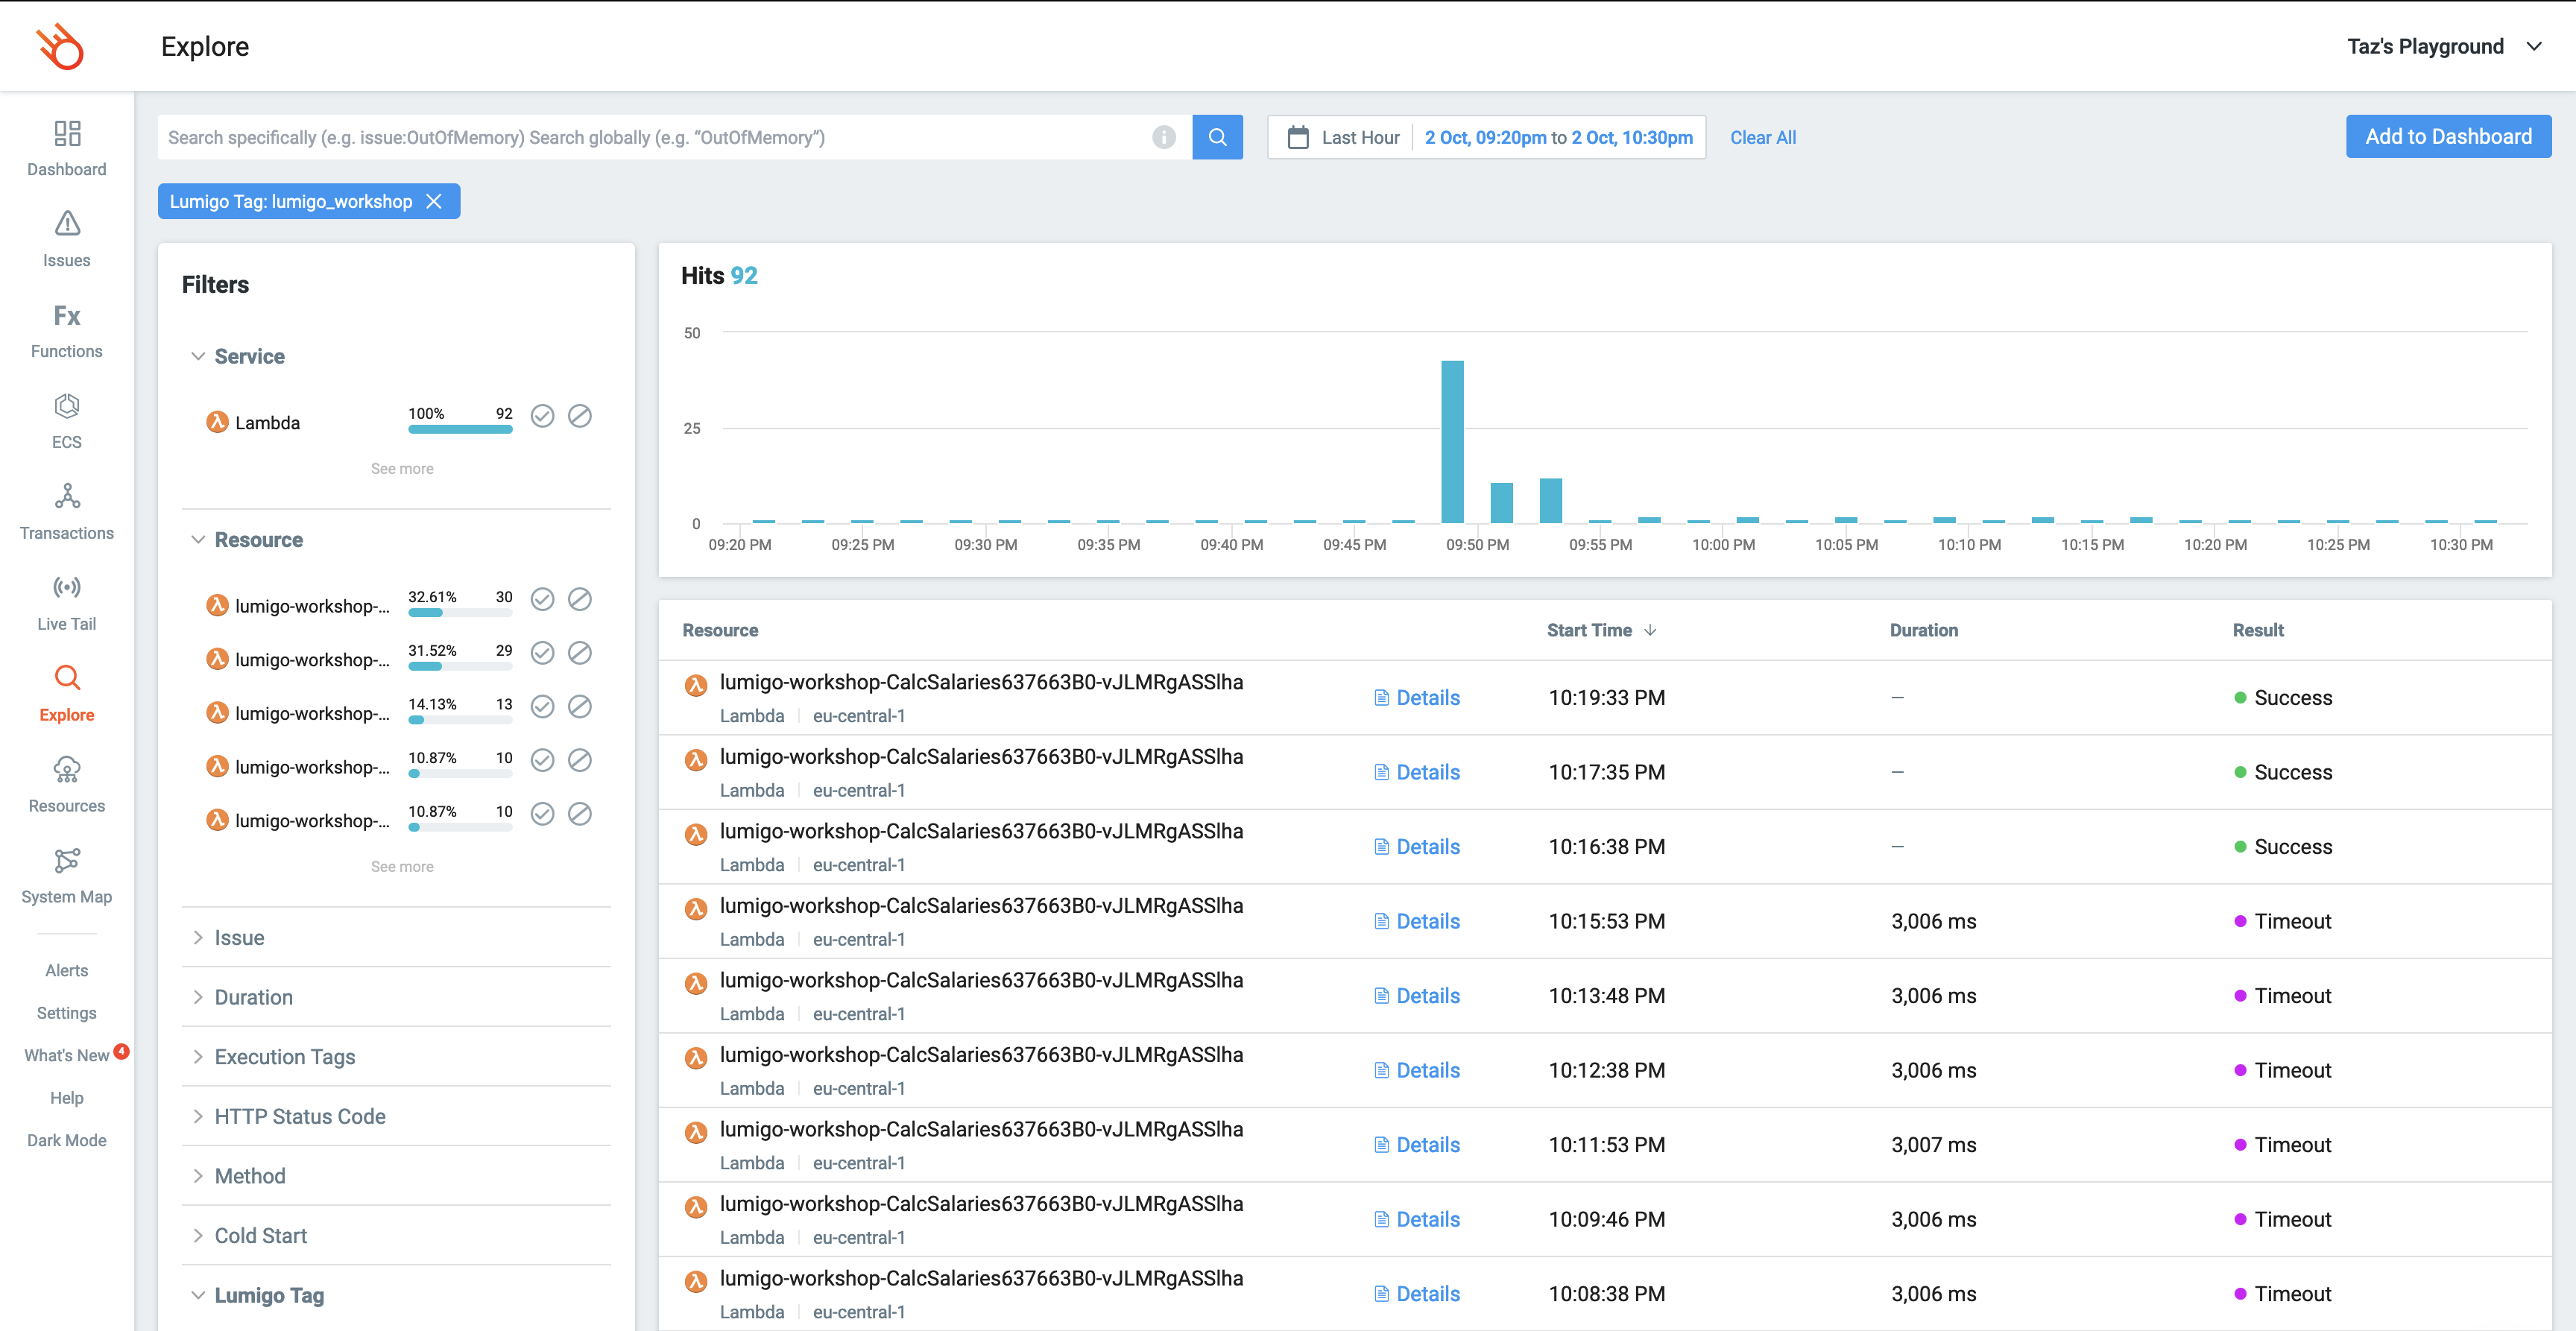 Explore
Taz's Playground
Dashboard
Issues
Fx
Functions
ECS
Transactions
Live Tail
Explore
Resources
System Map
Alerts
Settings
What's New 4
Help
Dark Mode
Search specifically (e.g. issue:OutOfMemory) Search globally (e.g. “OutOfMemory”)
Last Hour 2 Oct, 09:20pm to 2 Oct, 10:30pm
Clear All
Add to Dashboard
Lumigo Tag: lumigo_workshop
Filters
Service
Lambda 100% 92
See more
Resource
lumigo-workshop-... 32.61% 30
lumigo-workshop-... 31.52% 29
lumigo-workshop-... 14.13% 13
lumigo-workshop-... 10.87% 10
lumigo-workshop-... 10.87% 10
See more
Issue
Duration
Execution Tags
HTTP Status Code
Method
Cold Start
Lumigo Tag
Hits 92
50
25
0
09:20 PM 09:25 PM 09:30 PM 09:35 PM 09:40 PM 09:45 PM 09:50 PM 09:55 PM 10:00 PM 10:05 PM 10:10 PM 10:15 PM 10:20 PM 10:25 PM 10:30 PM
Resource Start Time Duration Result
lumigo-workshop-CalcSalaries637663B0-vJLMRgASSlha
Lambda eu-central-1
Details 10:19:33 PM – Success
lumigo-workshop-CalcSalaries637663B0-vJLMRgASSlha
Lambda eu-central-1
Details 10:17:35 PM – Success
lumigo-workshop-CalcSalaries637663B0-vJLMRgASSlha
Lambda eu-central-1
Details 10:16:38 PM – Success
lumigo-workshop-CalcSalaries637663B0-vJLMRgASSlha
Lambda eu-central-1
Details 10:15:53 PM 3,006 ms Timeout
lumigo-workshop-CalcSalaries637663B0-vJLMRgASSlha
Lambda eu-central-1
Details 10:13:48 PM 3,006 ms Timeout
lumigo-workshop-CalcSalaries637663B0-vJLMRgASSlha
Lambda eu-central-1
Details 10:12:38 PM 3,006 ms Timeout
lumigo-workshop-CalcSalaries637663B0-vJLMRgASSlha
Lambda eu-central-1
Details 10:11:53 PM 3,007 ms Timeout
lumigo-workshop-CalcSalaries637663B0-vJLMRgASSlha
Lambda eu-central-1
Details 10:09:46 PM 3,006 ms Timeout
lumigo-workshop-CalcSalaries637663B0-vJLMRgASSlha
Lambda eu-central-1
Details 10:08:38 PM 3,006 ms Timeout